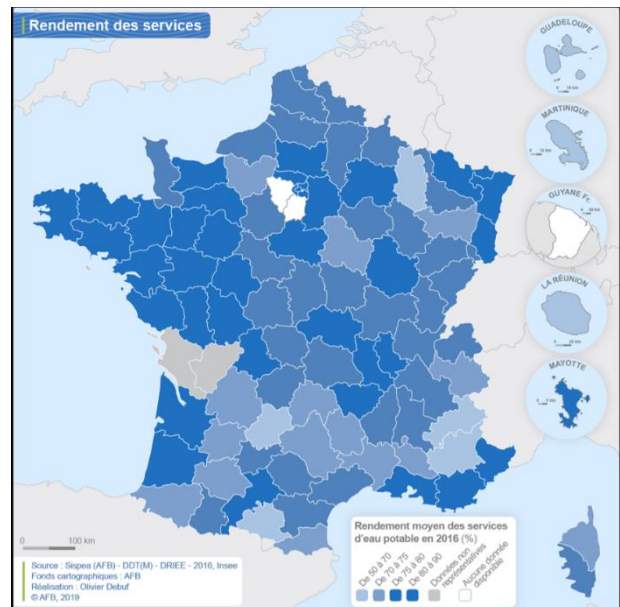 Rendement des services
GUADELOUPE
MARTINIQUE
GUYANE Fr.
LA RÉUNION
MAYOTTE
0 100 km
Source : Sispea (AFB) - DDT(M) - DRIEE - 2016, Insee
Fonds cartographiques : AFB
Réalisation : Olivier Debuf
© AFB, 2019
Rendement moyen des services
d'eau potable en 2016 (%)
De 50 à 70
De 70 à 75
De 75 à 80
De 80 à 90
Données non
représentatives
Aucune donnée
disponible